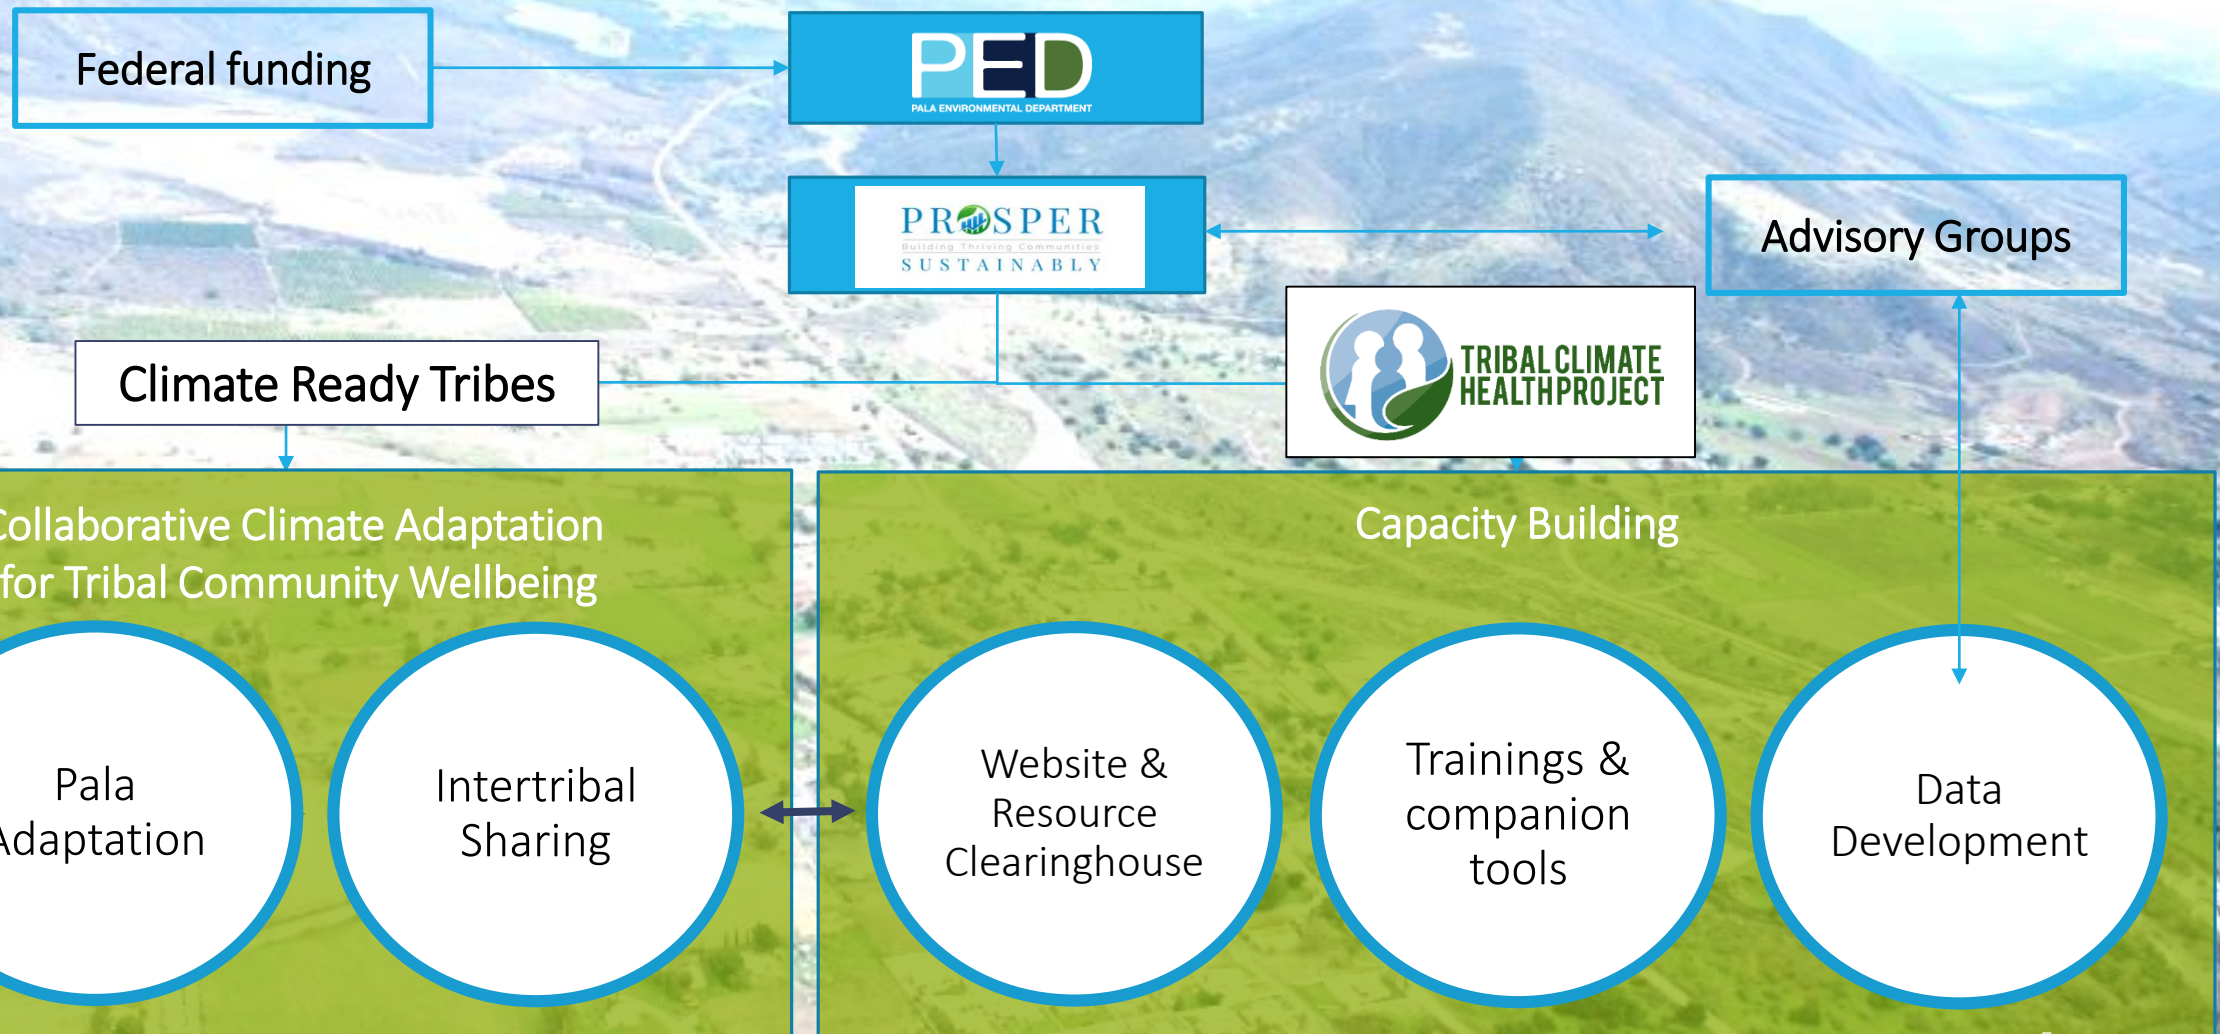 Federal funding
PED
PALA ENVIRONMENTAL DEPARTMENT
PROSPER
Building Thriving Communities
SUSTAINABLY
Advisory Groups
TRIBAL CLIMATE
HEALTH PROJECT
Climate Ready Tribes
Collaborative Climate Adaptation
for Tribal Community Wellbeing
Capacity Building
Pala
Adaptation
Intertribal
Sharing
Website &
Resource
Clearinghouse
Trainings &
companion
tools
Data
Development